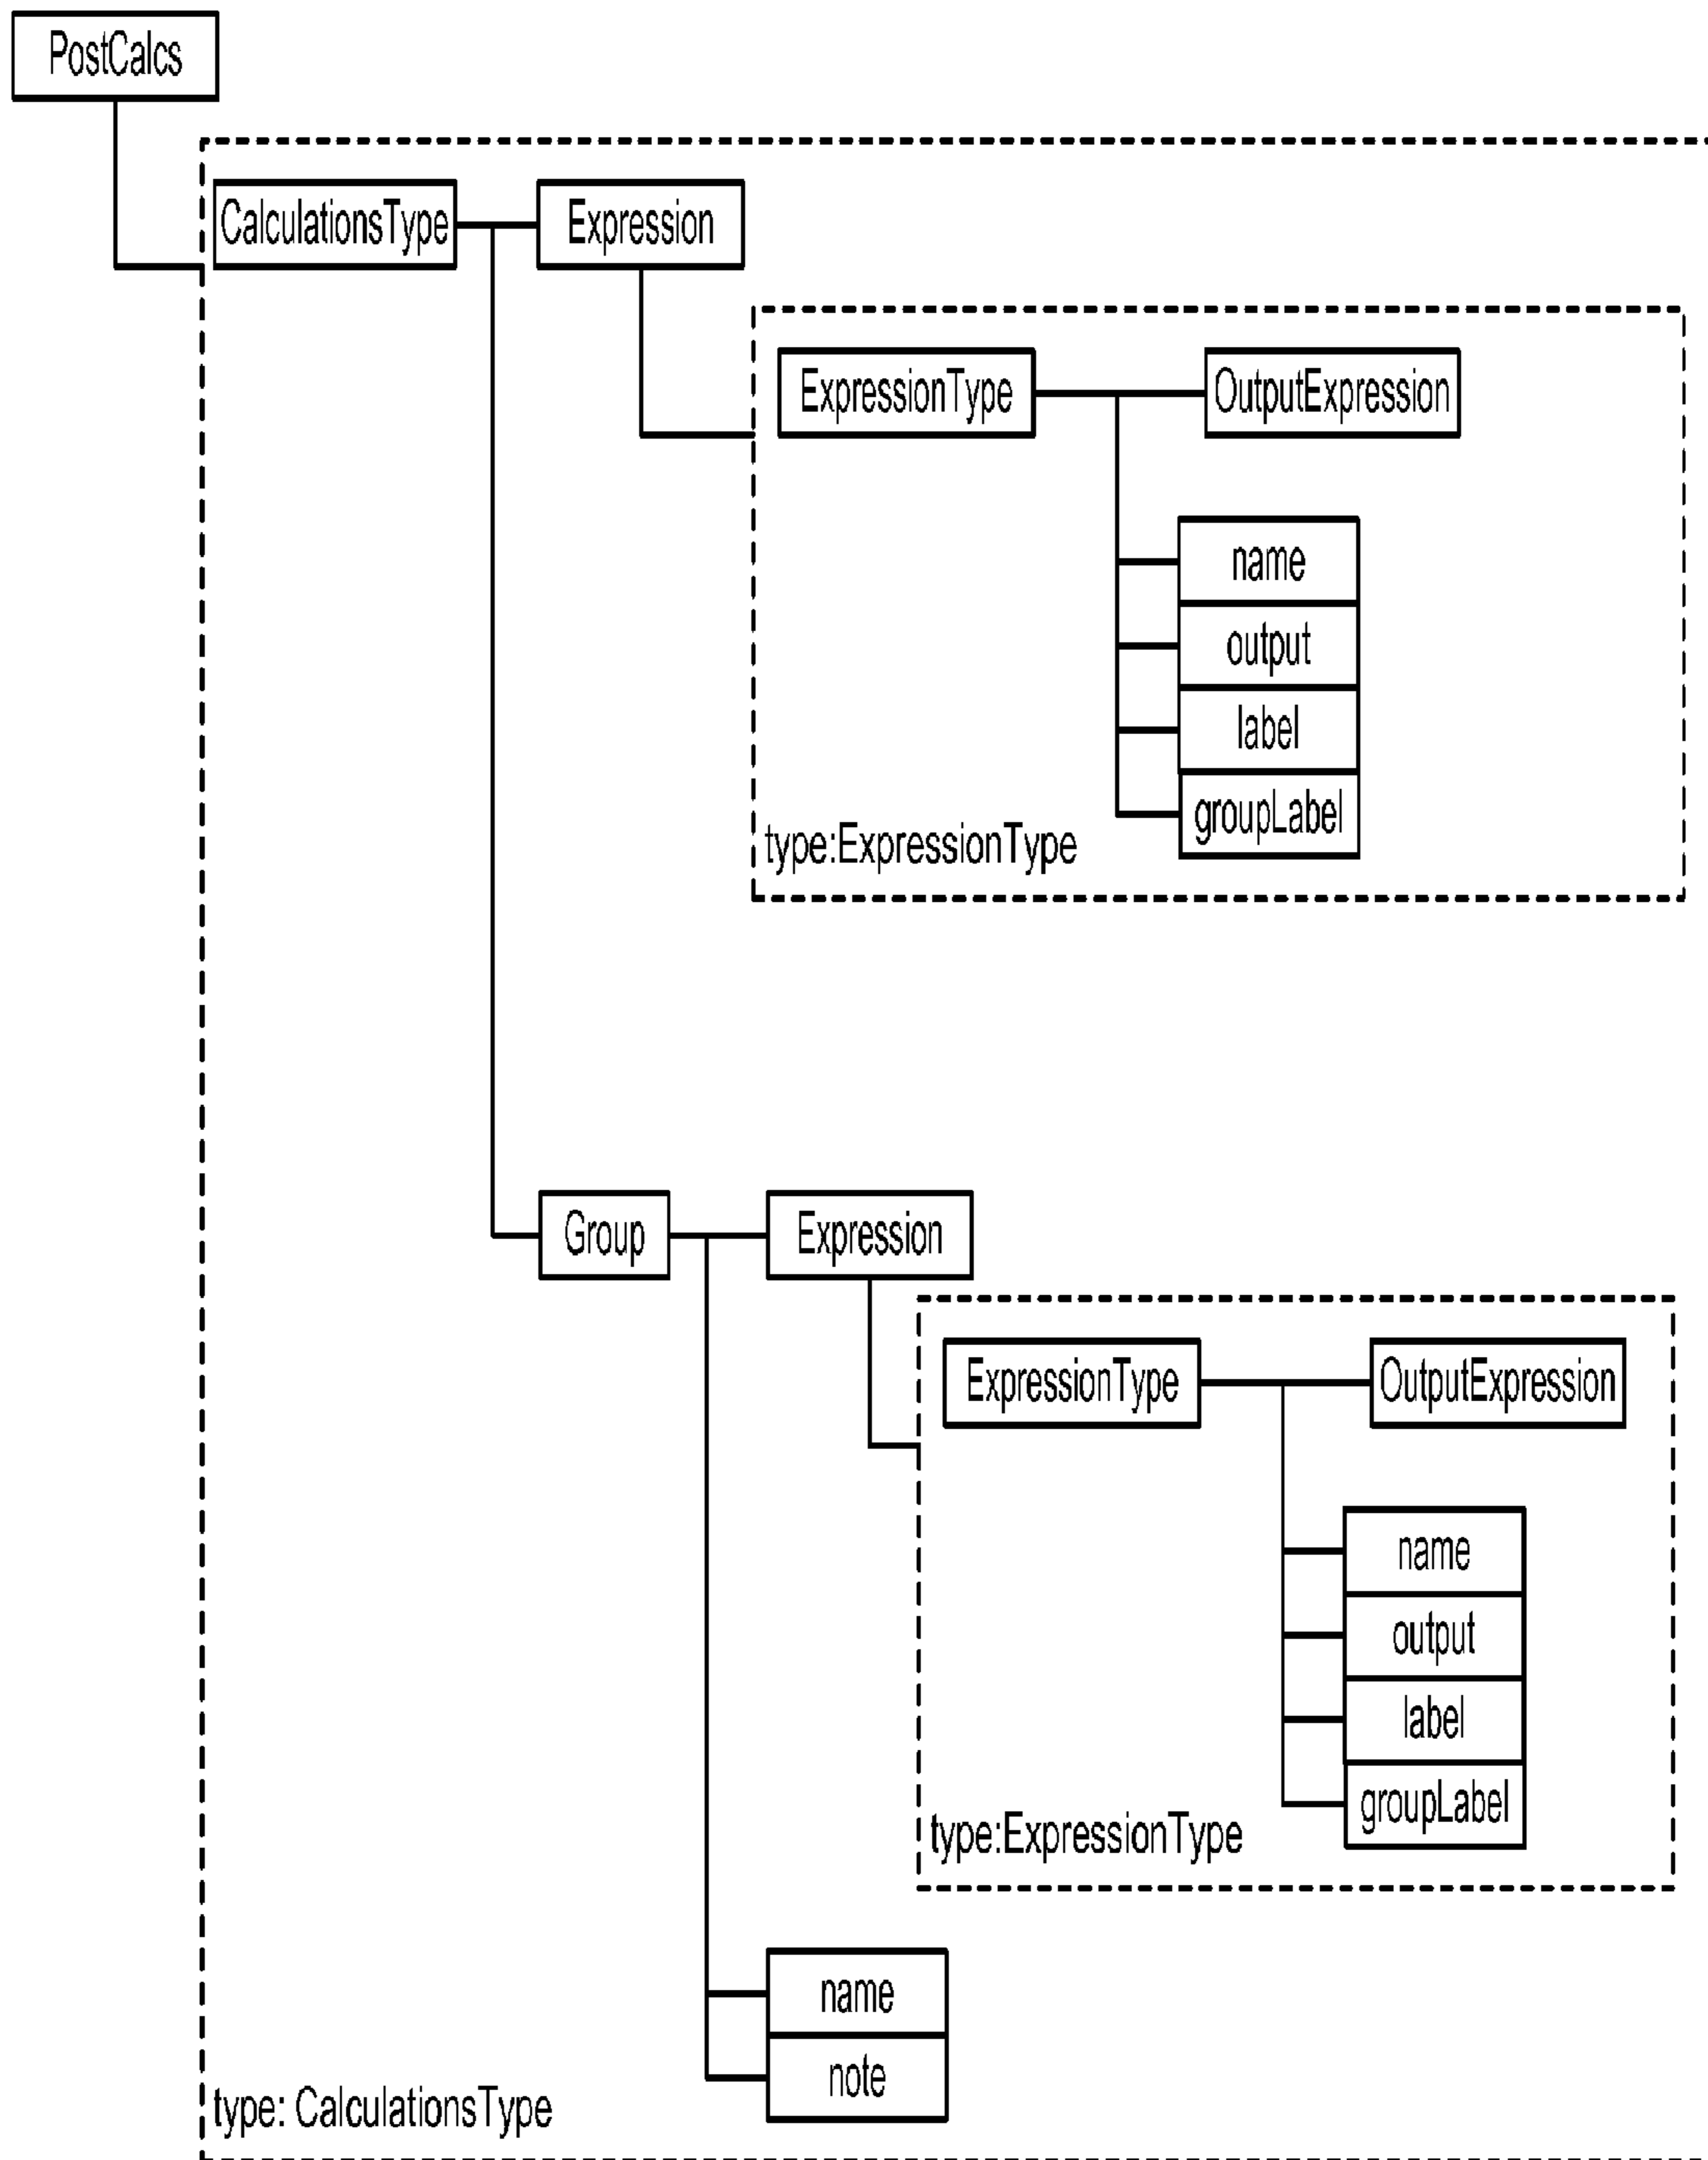 PostCalcs
CalculationsType
Expression
ExpressionType
OutputExpression
name
output
label
groupLabel
type:ExpressionType
Group
Expression
ExpressionType
OutputExpression
name
output
label
groupLabel
type:ExpressionType
name
note
type: CalculationsType